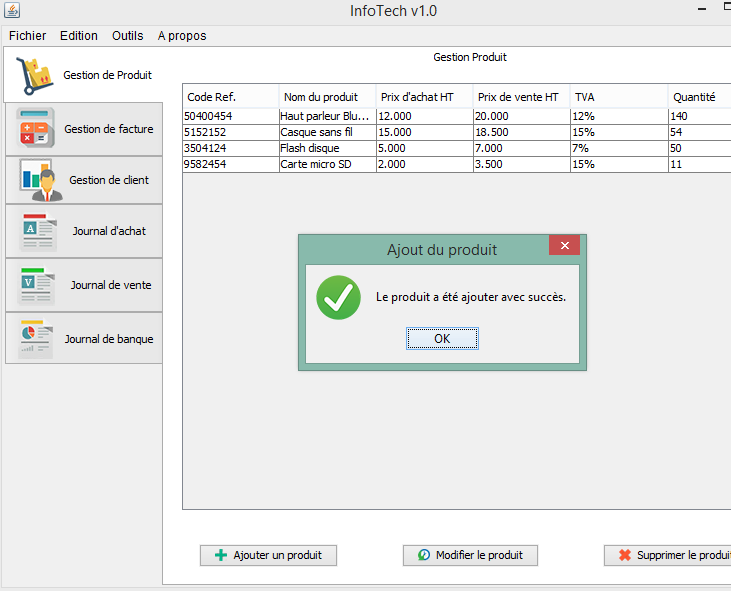 InfoTech v1.0
Fichier Edition Outils A propos
Gestion de Produit
Gestion de facture
Gestion de client
Journal d'achat
Journal de vente
Journal de banque
Gestion Produit
Code Ref. Nom du produit Prix d'achat HT Prix de vente HT TVA Quantité
50400454 Haut parleur Blu... 12.000 20.000 12% 140
5152152 Casque sans fil 15.000 18.500 15% 54
3504124 Flash disque 5.000 7.000 7% 50
9582454 Carte micro SD 2.000 3.500 15% 11
Ajout du produit
Le produit a été ajouter avec succès.
OK
Ajouter un produit Modifier le produit Supprimer le produi